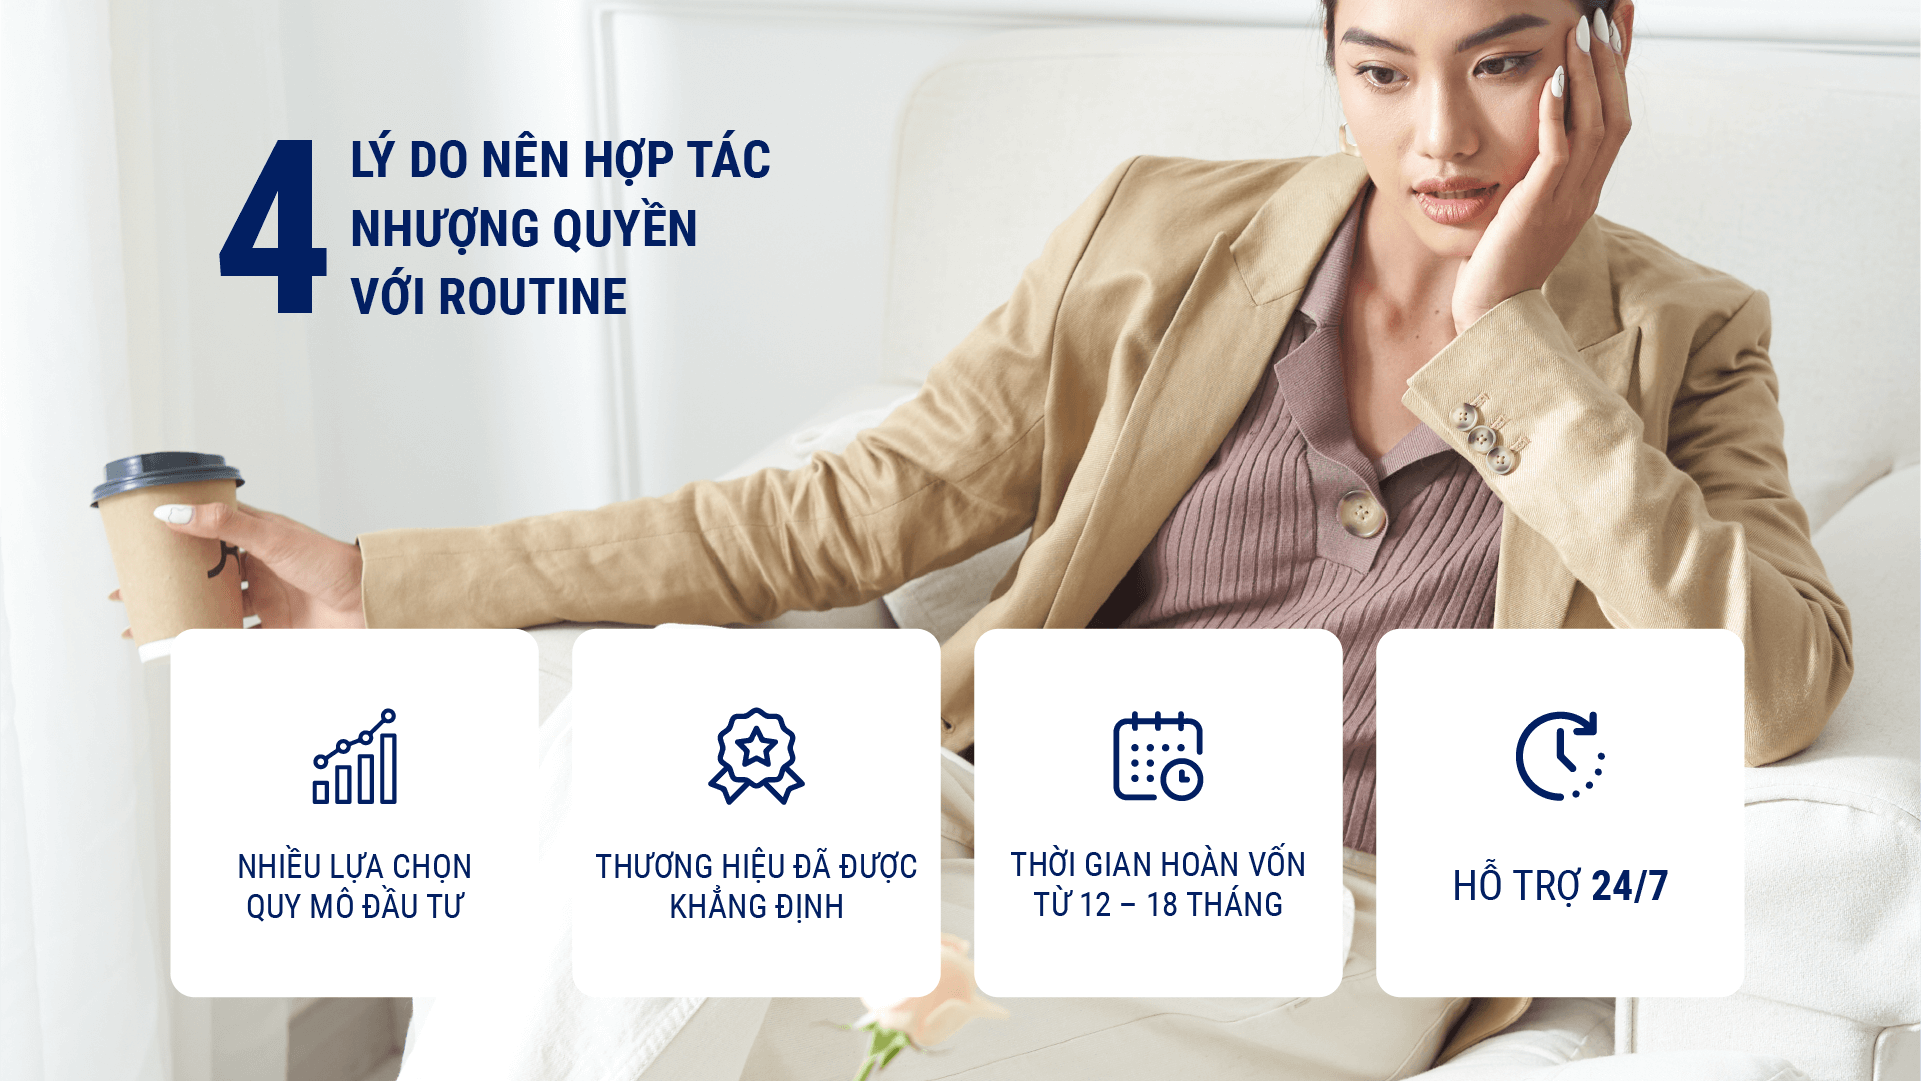 4
LÝ DO NÊN HỢP TÁC
NHƯỢNG QUYỀN
VỚI ROUTINE
NHIỀU LỰA CHỌN
QUY MÔ ĐẦU TƯ
THƯƠNG HIỆU ĐÃ ĐƯỢC
KHẲNG ĐỊNH
THỜI GIAN HOÀN VỐN
TỪ 12 – 18 THÁNG
HỖ TRỢ 24/7